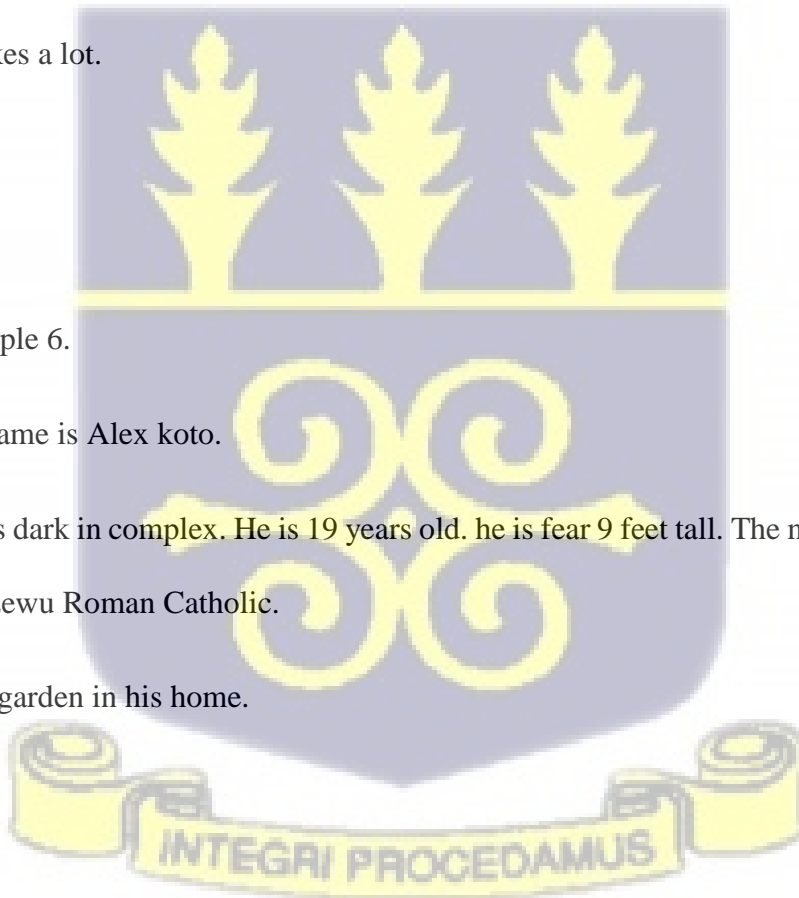 es a lot.
ple 6.
ame is Alex koto.
s dark in complex. He is 19 years old. he is fear 9 feet tall. The n
ewu Roman Catholic.
garden in his home.
INTEGRI PROCEDAMUS